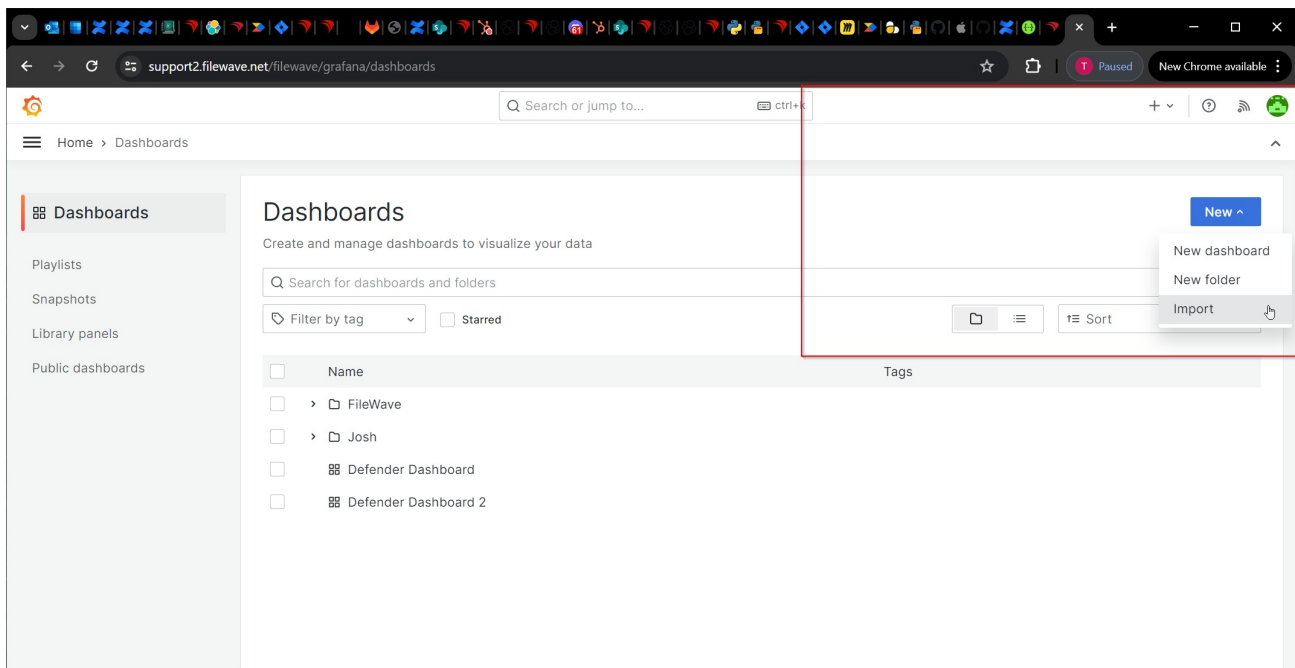 support2.filewave.net/filewave/grafana/dashboards
T Paused
New Chrome available
Search or jump to...
ctrl+k
Home › Dashboards
Dashboards
Playlists
Snapshots
Library panels
Public dashboards
Dashboards
Create and manage dashboards to visualize your data
New
New dashboard
New folder
Import
Search for dashboards and folders
Filter by tag
Starred
Sort
Name Tags
FileWave
Josh
Defender Dashboard
Defender Dashboard 2